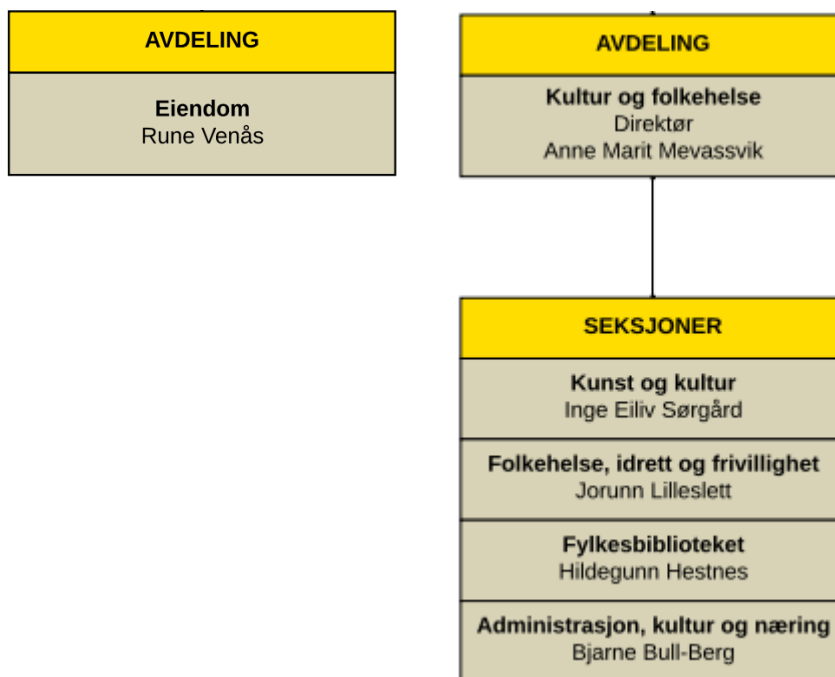 AVDELING
Eiendom
Rune Venås
AVDELING
Kultur og folkehelse
Direktør
Anne Marit Mevassvik
SEKSJONER
Kunst og kultur
Inge Eiliv Sørgård
Folkehelse, idrett og frivillighet
Jorunn Lilleslett
Fylkesbiblioteket
Hildegunn Hestnes
Administrasjon, kultur og næring
Bjarne Bull-Berg